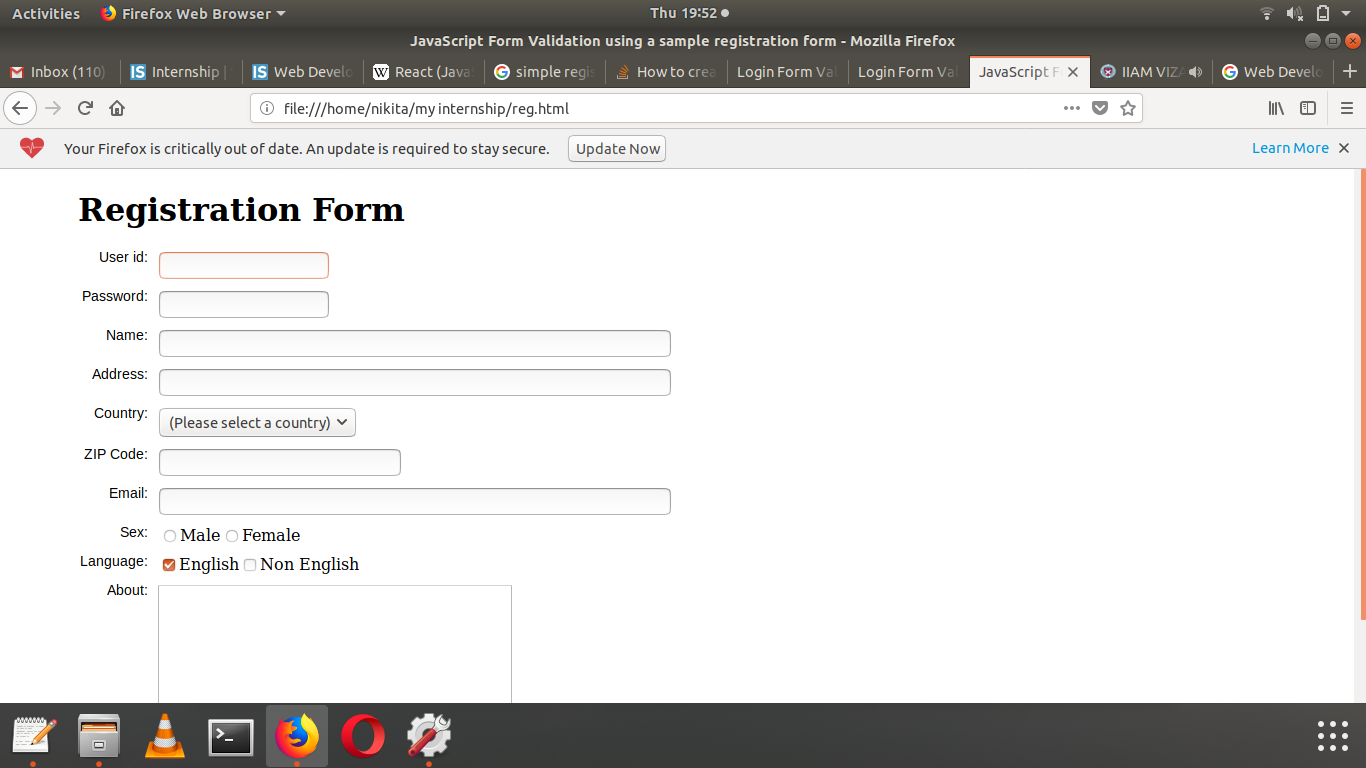 Activities Firefox Web Browser Thu 19:52
JavaScript Form Validation using a sample registration form - Mozilla Firefox
Inbox (110) Internship | Web Develo React (Java simple regis How to crea Login Form Val Login Form Val JavaScript F IIAM VIZA Web Develo
file:///home/nikita/my internship/reg.html
Your Firefox is critically out of date. An update is required to stay secure. Update Now Learn More
Registration Form
User id:
Password:
Name:
Address:
Country: (Please select a country)
ZIP Code:
Email:
Sex: Male Female
Language: English Non English
About: